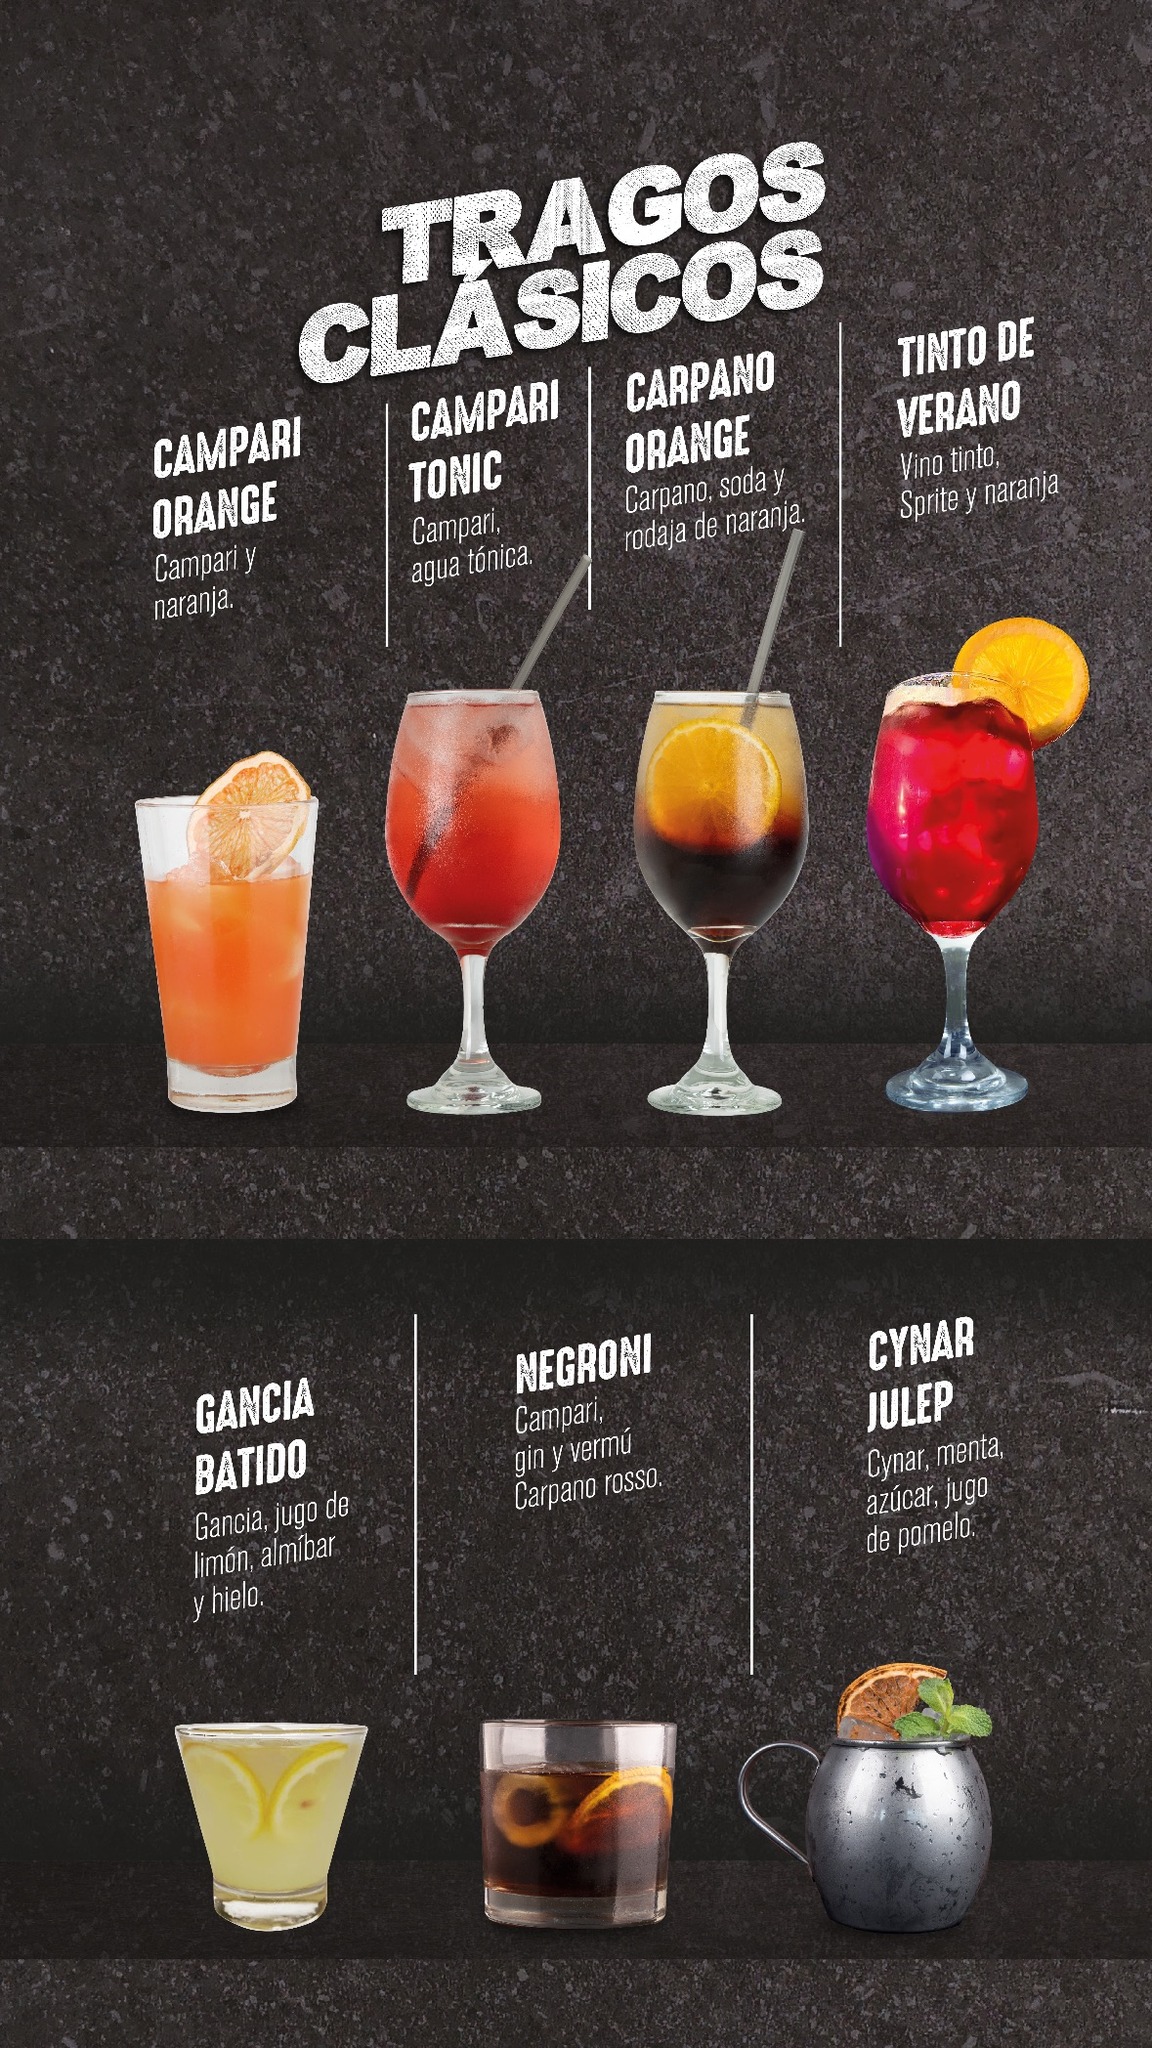 TRAGOS
CLÁSICOS
CAMPARI
ORANGE
Campari y
naranja.
CAMPARI
TONIC
Campari,
agua tónica.
CARPANO
ORANGE
Carpano, soda y
rodaja de naranja.
TINTO DE
VERANO
Vino tinto,
Sprite y naranja
GANCIA
BATIDO
Gancia, jugo de
limón, almíbar
y hielo.
NEGRONI
Campari,
gin y vermú
Carpano rosso.
CYNAR
JULEP
Cynar, menta,
azúcar, jugo
de pomelo.